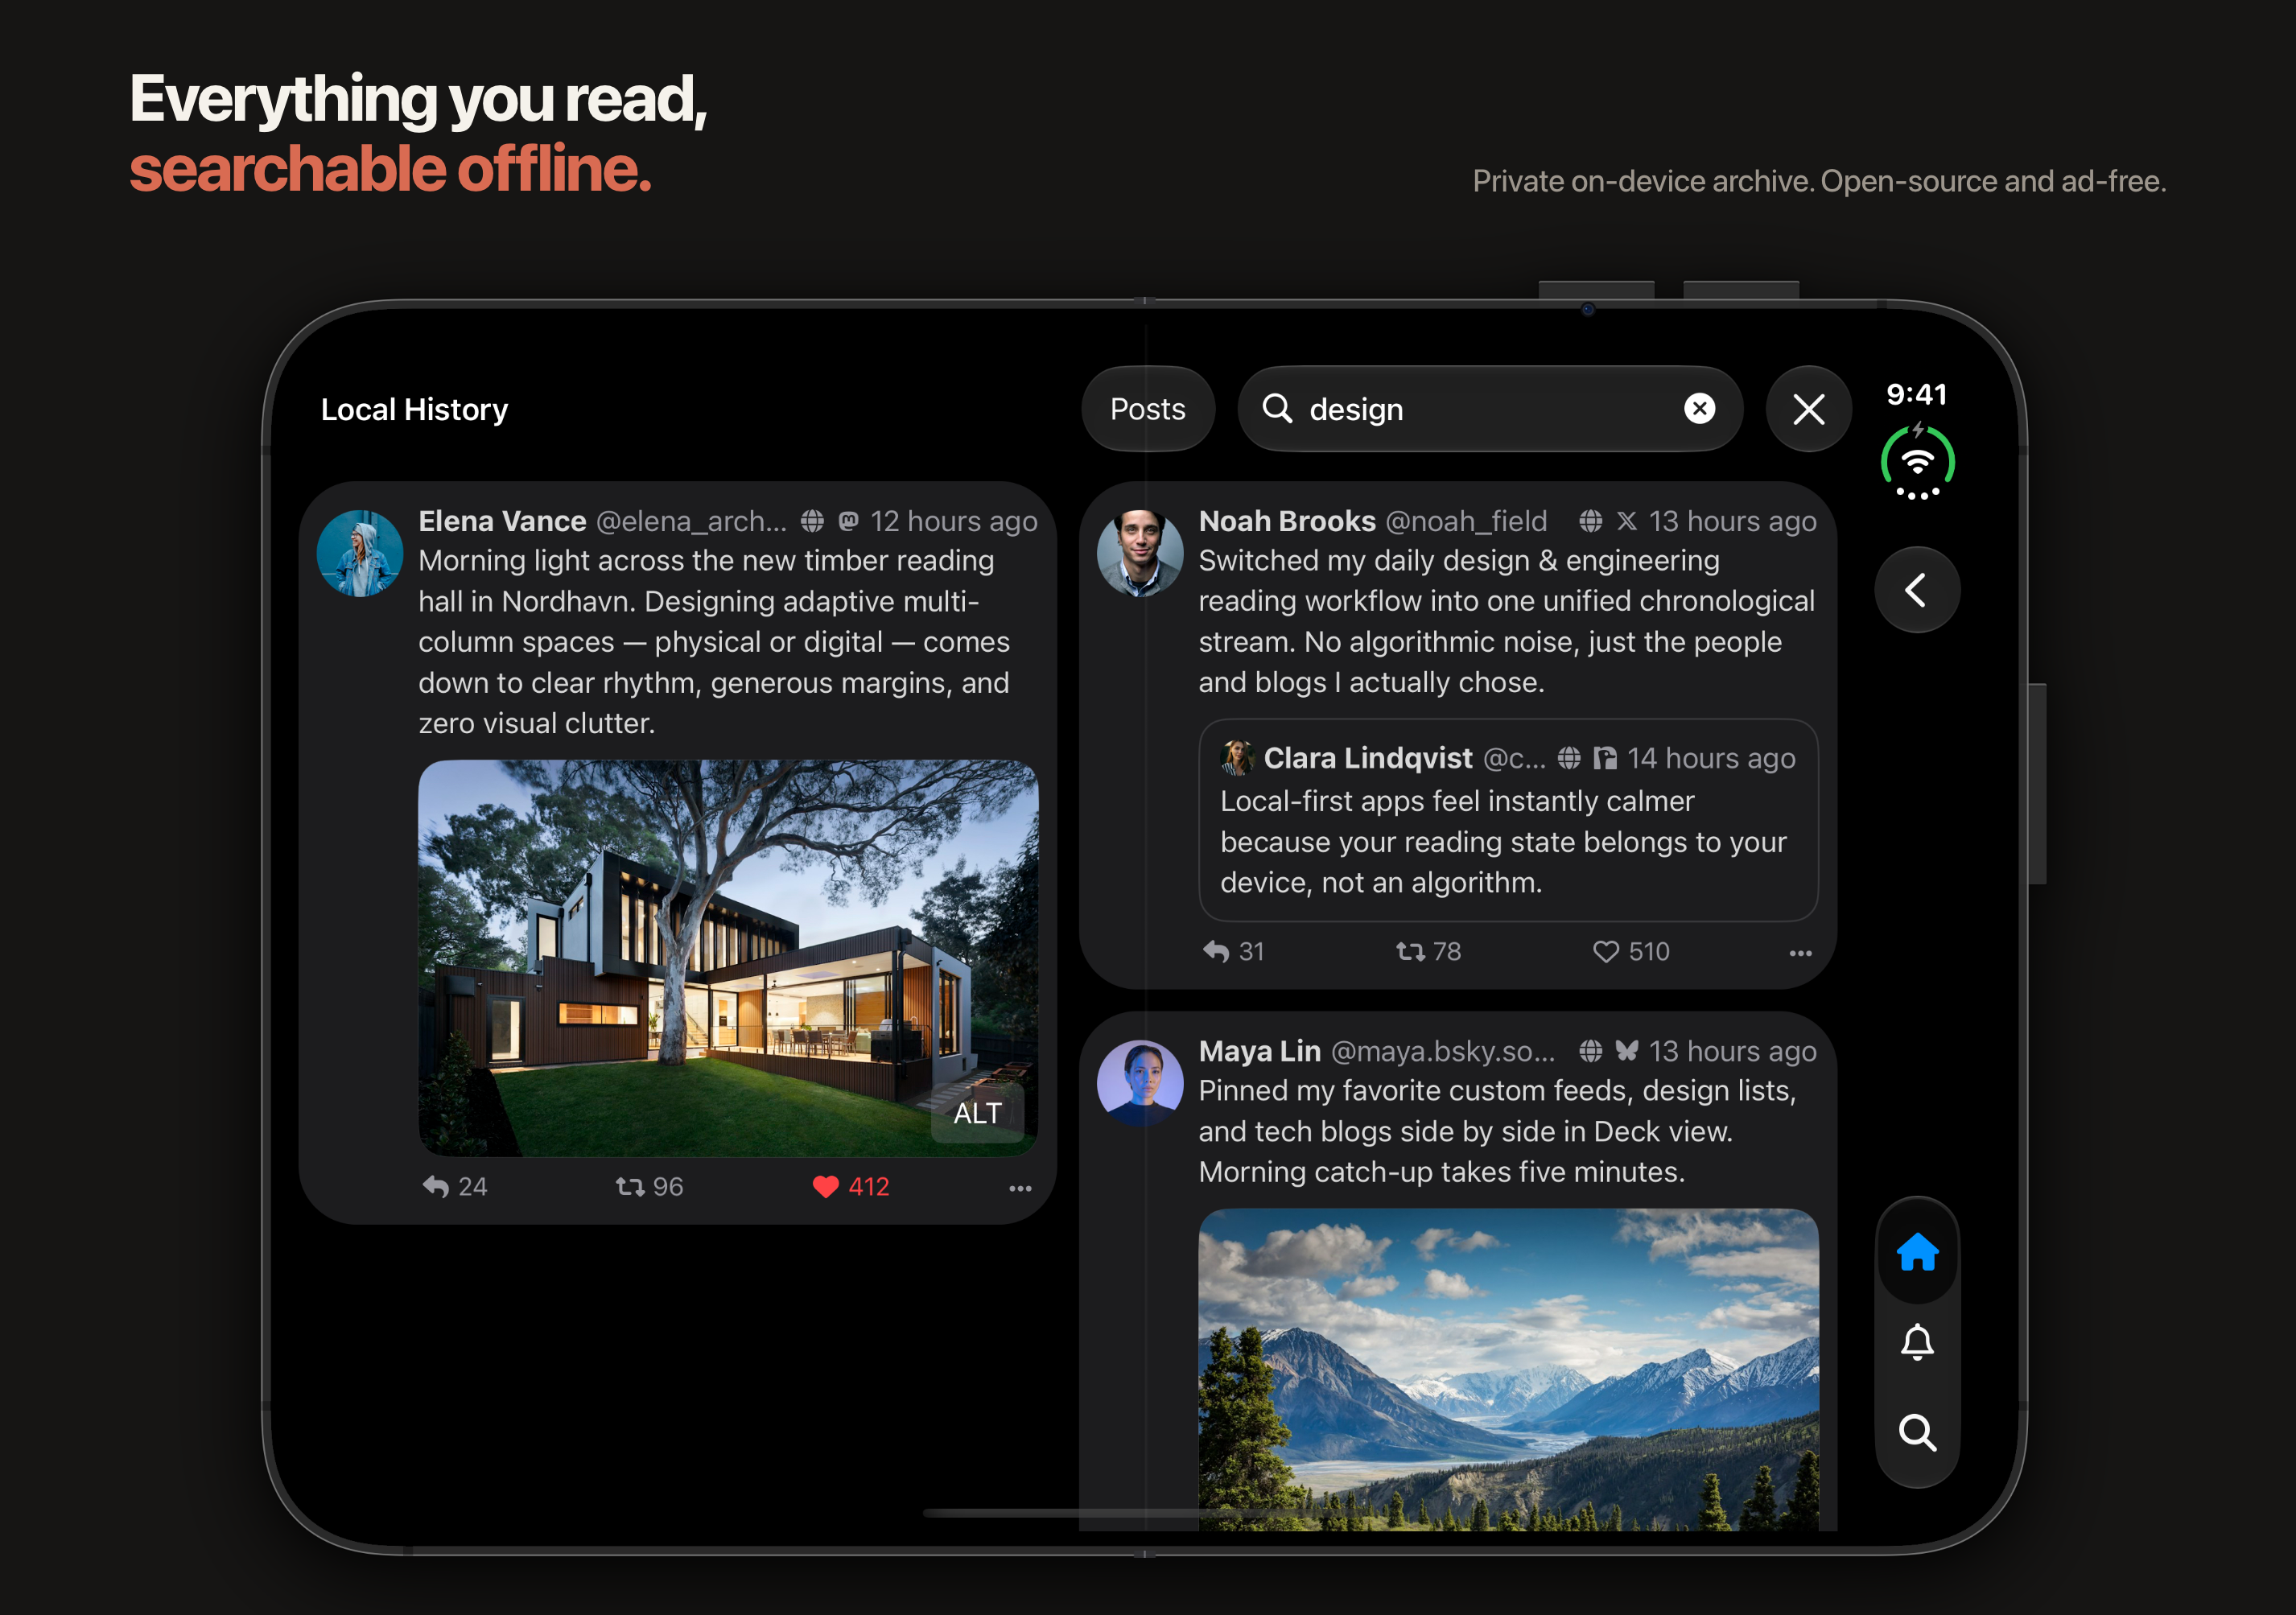 Everything you read,
searchable offline.
Private on-device archive. Open-source and ad-free.
Local History
Posts
design
9:41
Elena Vance @elena_arch... 12 hours ago
Morning light across the new timber reading
hall in Nordhavn. Designing adaptive multi-
column spaces — physical or digital — comes
down to clear rhythm, generous margins, and
zero visual clutter.
ALT
24 96 412
Noah Brooks @noah_field 13 hours ago
Switched my daily design & engineering
reading workflow into one unified chronological
stream. No algorithmic noise, just the people
and blogs I actually chose.
Clara Lindqvist @c... 14 hours ago
Local-first apps feel instantly calmer
because your reading state belongs to your
device, not an algorithm.
31 78 510
Maya Lin @maya.bsky.so... 13 hours ago
Pinned my favorite custom feeds, design lists,
and tech blogs side by side in Deck view.
Morning catch-up takes five minutes.